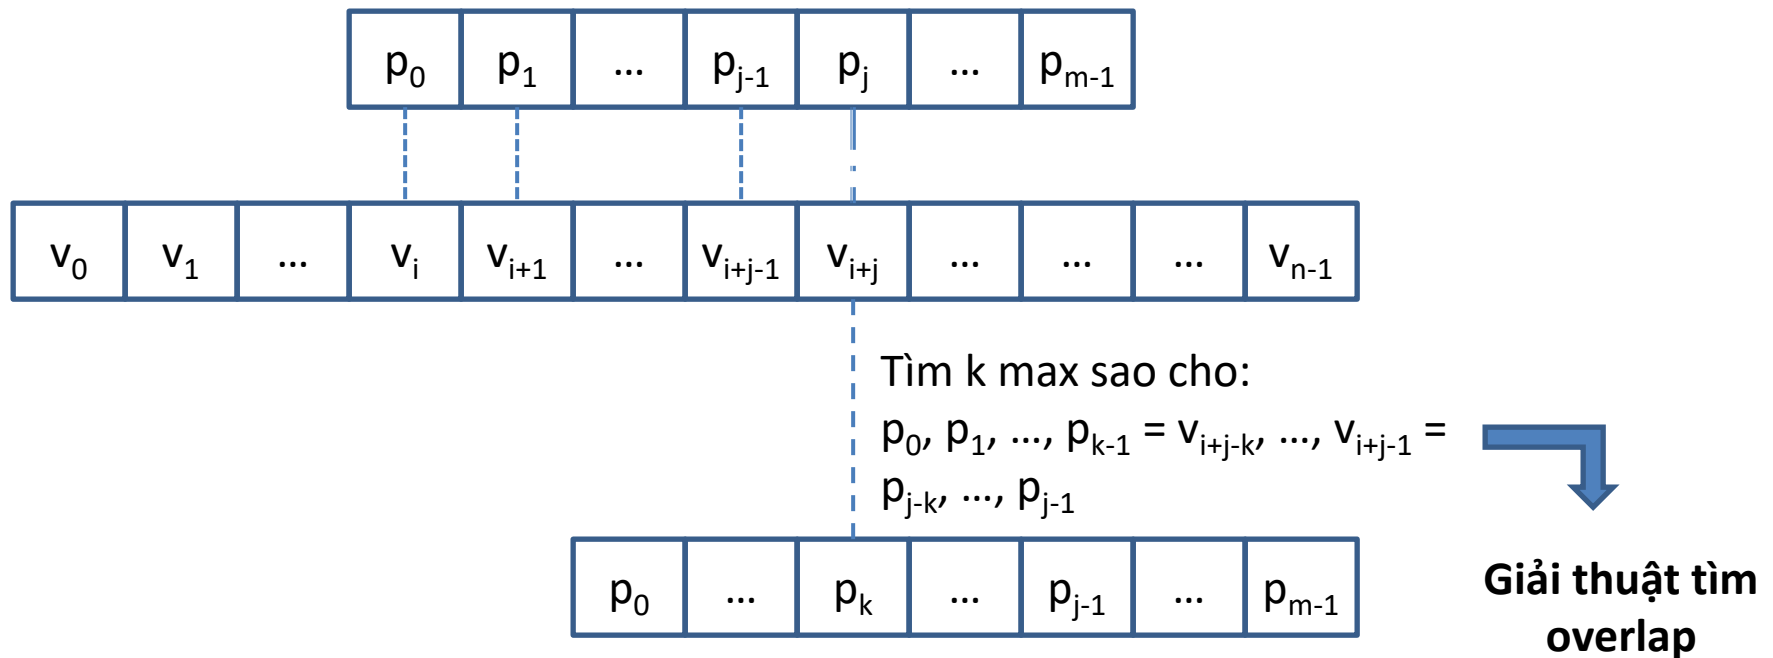 p0 p1 ... pj-1 pj ... pm-1
v0 v1 ... vi vi+1 ... vi+j-1 vi+j ... ... ... vn-1
Tìm k max sao cho:
p0, p1, ..., pk-1 = vi+j-k, ..., vi+j-1 =
pj-k, ..., pj-1
p0 ... pk ... pj-1 ... pm-1
Giải thuật tìm
overlap